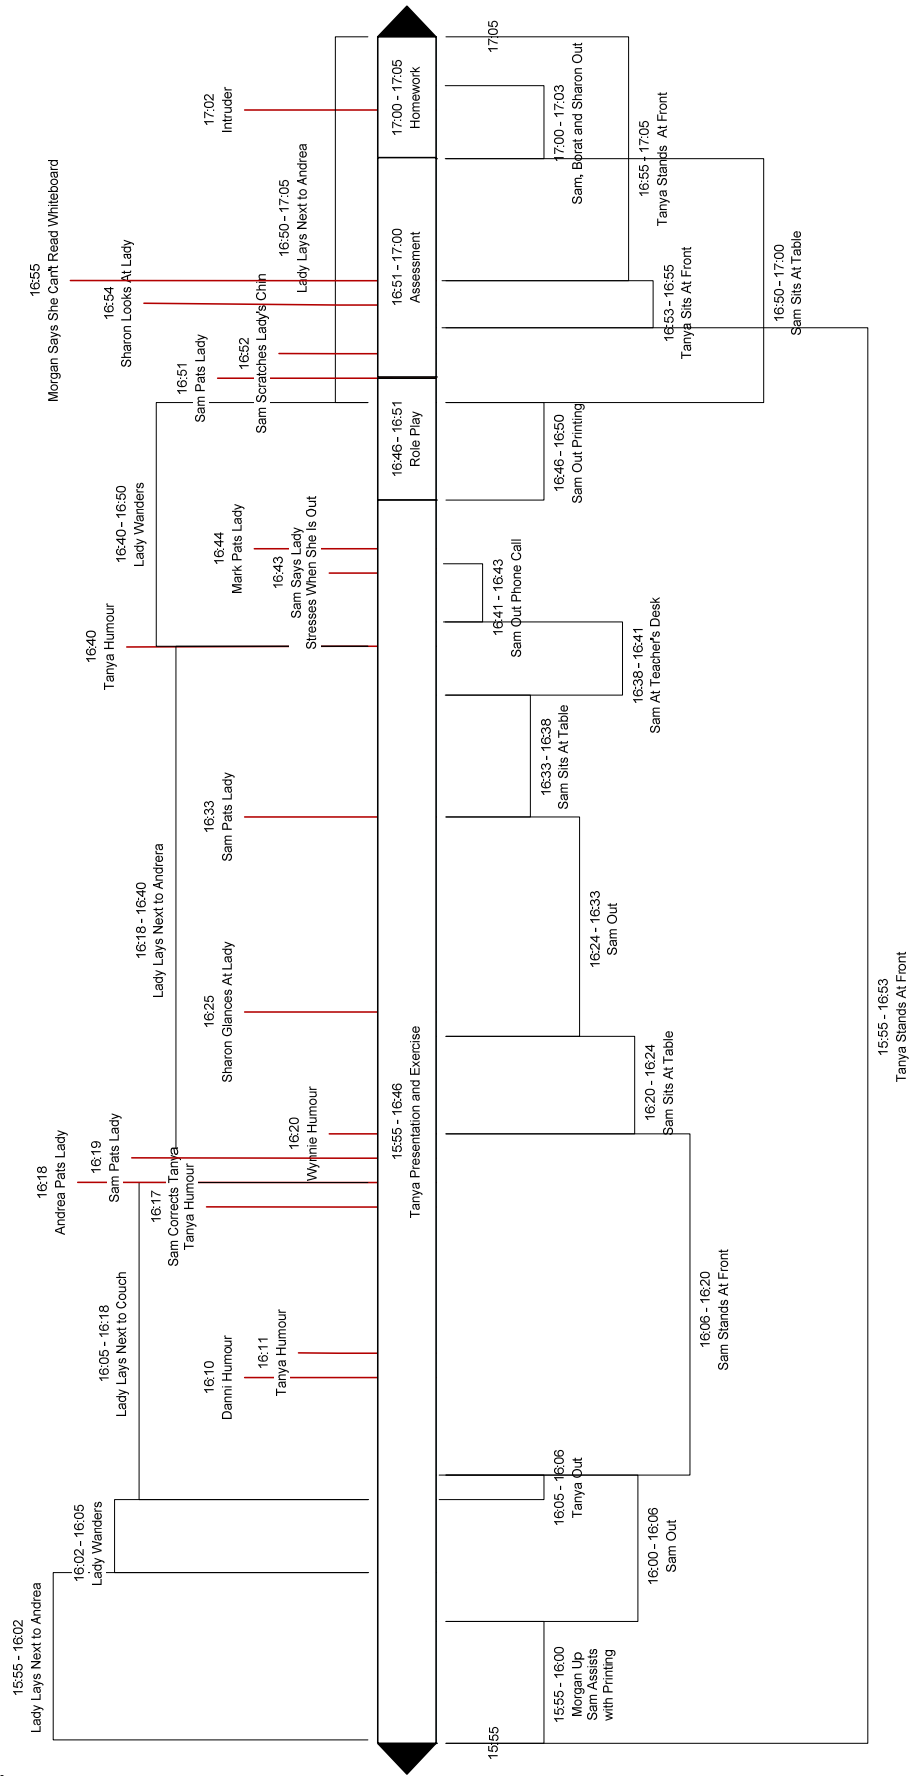 15:55 - 16:02
Lady Lays Next to Andrea
16:02 - 16:05
Lady Wanders
16:05 - 16:18
Lady Lays Next to Couch
16:10
Danni Humour
16:11
Tanya Humour
16:17
Sam Corrects Tanya
Tanya Humour
16:18
Andrea Pats Lady
16:19
Sam Pats Lady
16:20
Wynnie Humour
16:18 - 16:40
Lady Lays Next to Andrera
16:25
Sharon Glances At Lady
16:33
Sam Pats Lady
16:40
Tanya Humour
16:40 - 16:50
Lady Wanders
16:43
Sam Says Lady
Stresses When She Is Out
16:44
Mark Pats Lady
16:51
Sam Pats Lady
16:52
Sam Scratches Lady's Chin
16:54
Sharon Looks At Lady
16:55
Morgan Says She Can't Read Whiteboard
16:50 - 17:05
Lady Lays Next to Andrea
17:02
Intruder
15:55 - 16:46
Tanya Presentation and Exercise
16:46 - 16:51
Role Play
16:51 - 17:00
Assessment
17:00 - 17:05
Homework
15:55
17:05
15:55 - 16:00
Morgan Up
Sam Assists
with Printing
16:00 - 16:06
Sam Out
16:05 - 16:06
Tanya Out
16:06 - 16:20
Sam Stands At Front
16:20 - 16:24
Sam Sits At Table
16:24 - 16:33
Sam Out
16:33 - 16:38
Sam Sits At Table
16:38 - 16:41
Sam At Teacher's Desk
16:41 - 16:43
Sam Out Phone Call
16:46 - 16:50
Sam Out Printing
16:50 - 17:00
Sam Sits At Table
16:53 - 16:55
Tanya Sits At Front
16:55 - 17:05
Tanya Stands At Front
17:00 - 17:03
Sam, Borat and Sharon Out
15:55 - 16:53
Tanya Stands At Front